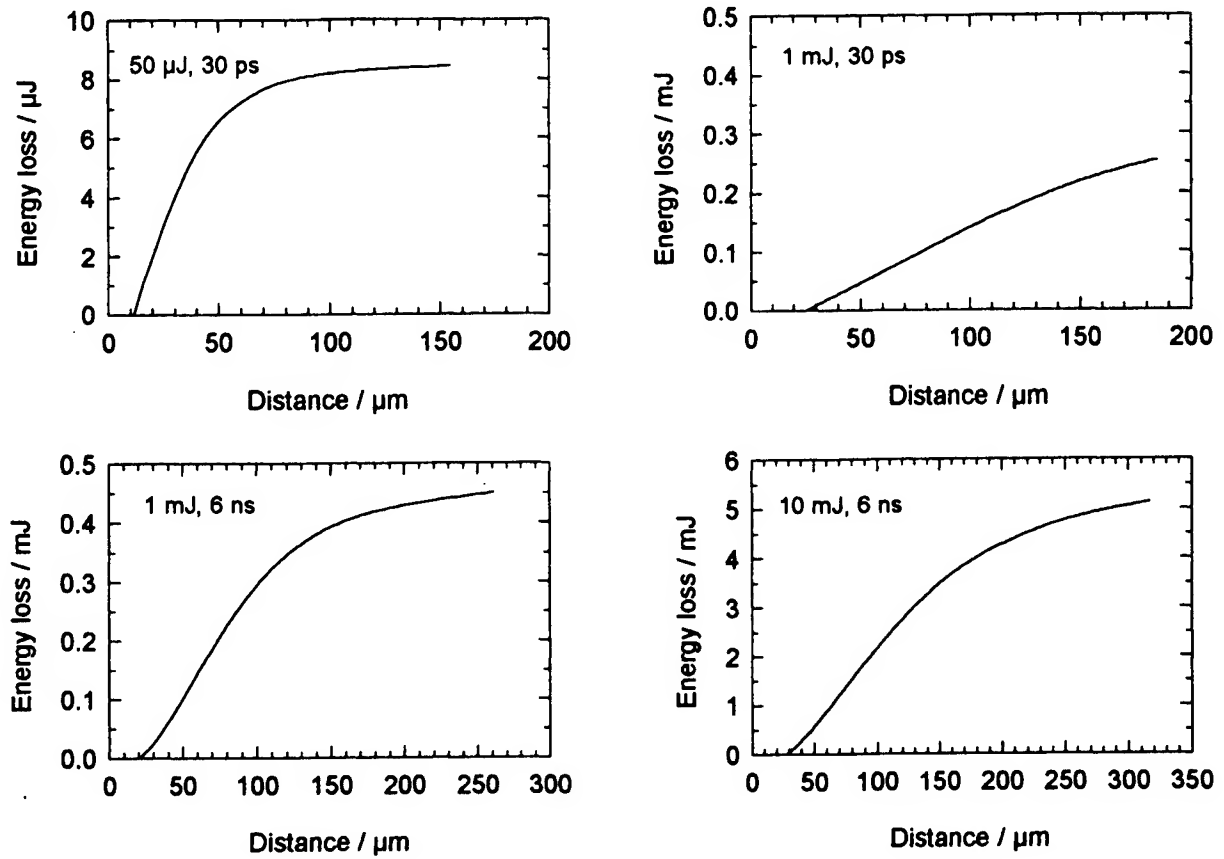 10
8
6
4
2
0
50 µJ, 30 ps
Energy loss / µJ
0 50 100 150 200
Distance / µm
0.5
0.4
0.3
0.2
0.1
0.0
1 mJ, 30 ps
Energy loss / mJ
0 50 100 150 200
Distance / µm
0.5
0.4
0.3
0.2
0.1
0.0
1 mJ, 6 ns
Energy loss / mJ
0 50 100 150 200 250 300
Distance / µm
6
5
4
3
2
1
0
10 mJ, 6 ns
Energy loss / mJ
0 50 100 150 200 250 300 350
Distance / µm